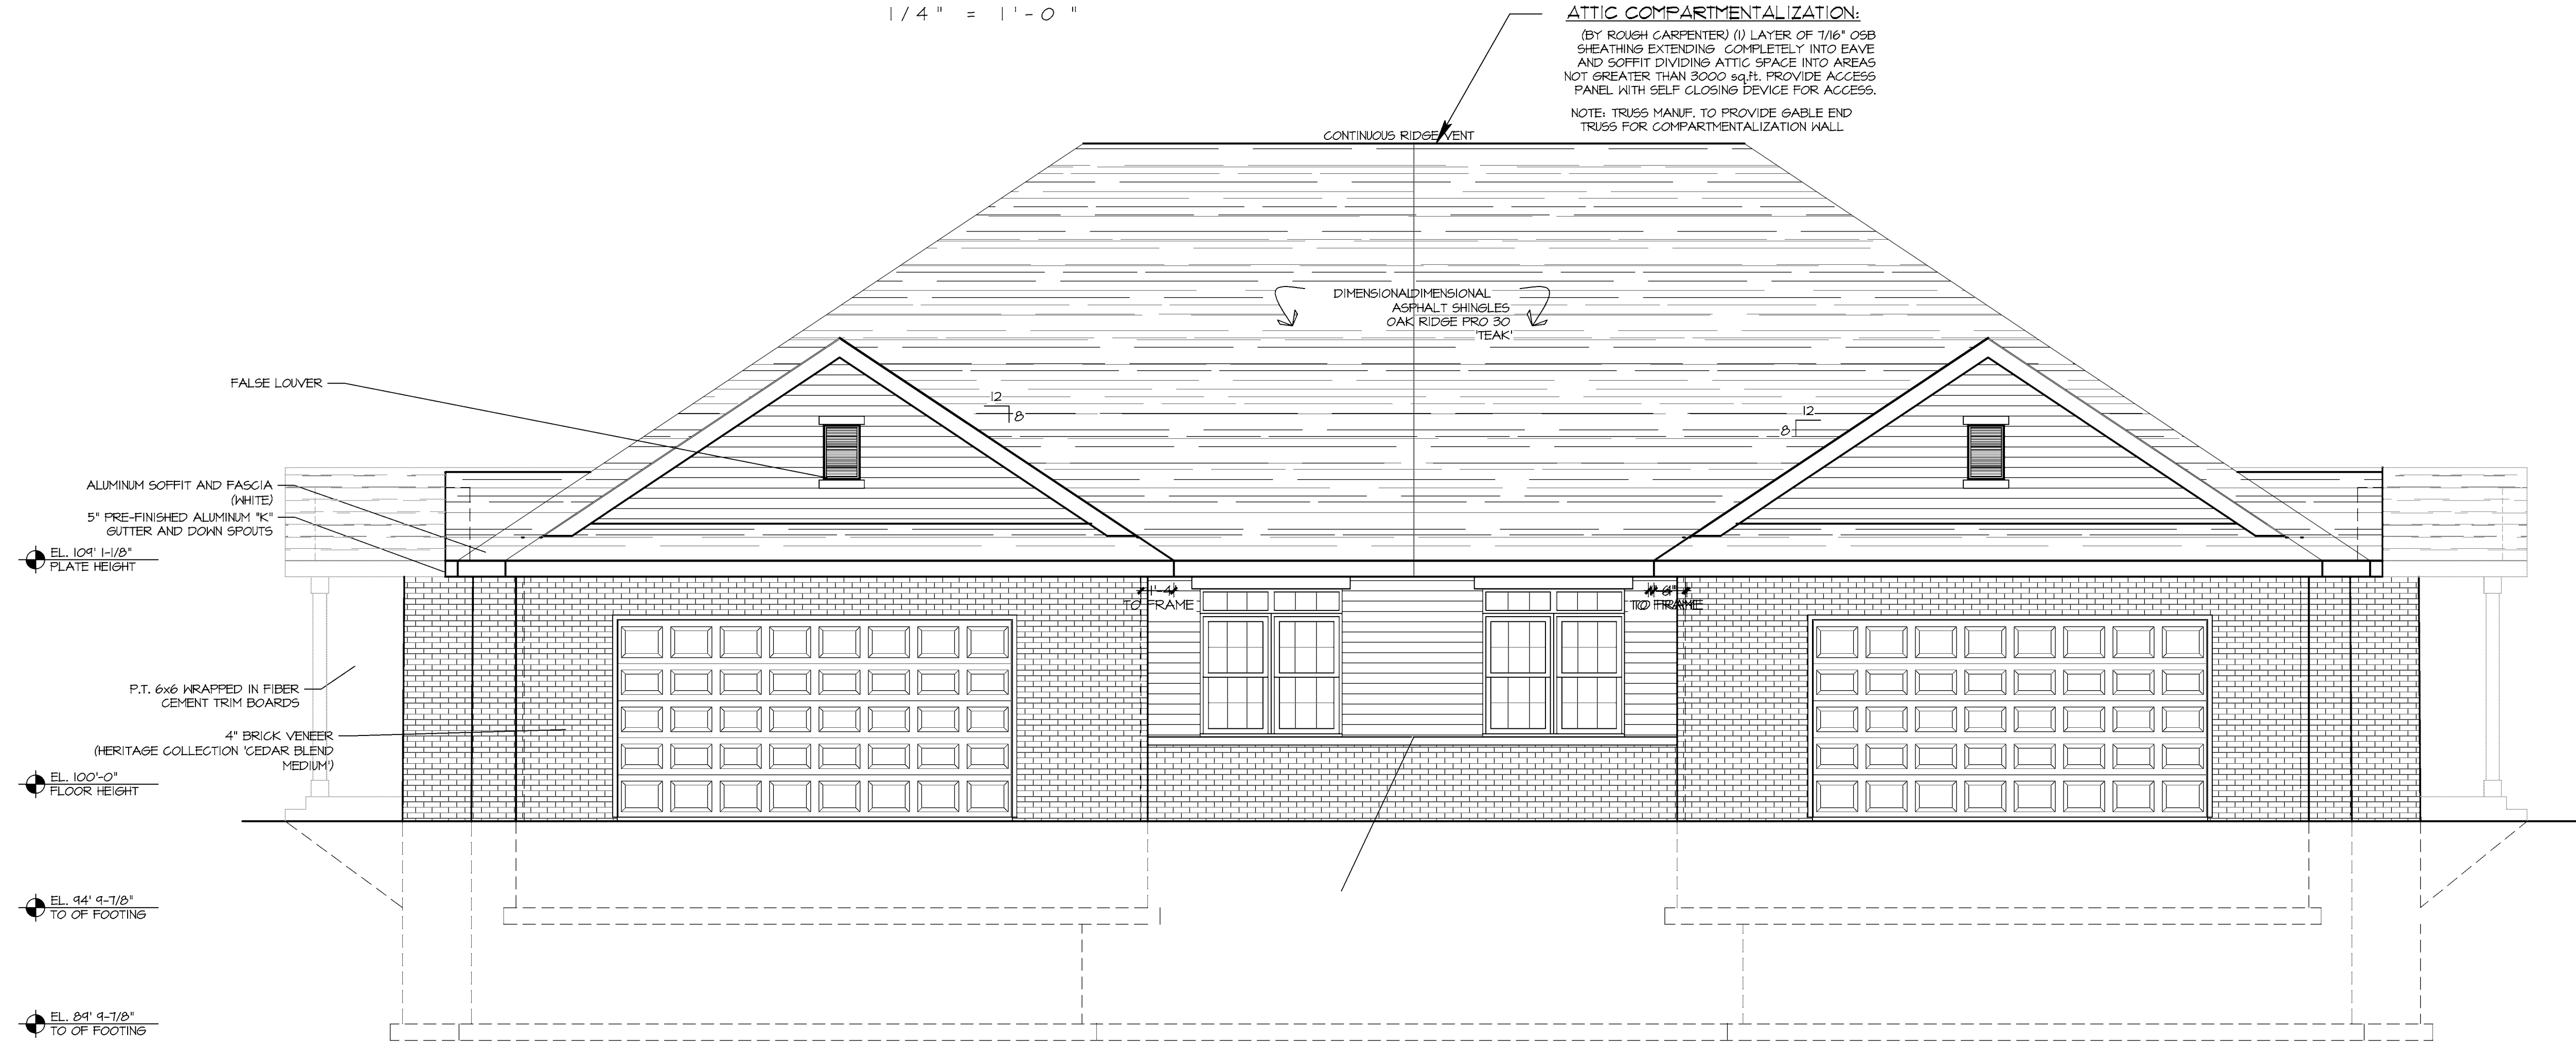 1/4" = 1'-0"
ATTIC COMPARTMENTALIZATION:
(BY ROUGH CARPENTER) (1) LAYER OF 7/16" OSB
SHEATHING EXTENDING COMPLETELY INTO EAVE
AND SOFFIT DIVIDING ATTIC SPACE INTO AREAS
NOT GREATER THAN 3000 sq.ft. PROVIDE ACCESS
PANEL WITH SELF CLOSING DEVICE FOR ACCESS.
NOTE: TRUSS MANUF. TO PROVIDE GABLE END
TRUSS FOR COMPARTMENTALIZATION WALL
CONTINUOUS RIDGE VENT
DIMENSIONALDIMENSIONAL
ASPHALT SHINGLES
OAK RIDGE PRO 30
'TEAK'
FALSE LOUVER
12
8
12
8
ALUMINUM SOFFIT AND FASCIA
(WHITE)
5" PRE-FINISHED ALUMINUM "K"
GUTTER AND DOWN SPOUTS
EL. 109' 1-1/8"
PLATE HEIGHT
1'-4"
TO FRAME
TO FRAME
P.T. 6x6 WRAPPED IN FIBER
CEMENT TRIM BOARDS
4" BRICK VENEER
(HERITAGE COLLECTION 'CEDAR BLEND
MEDIUM')
EL. 100'-0"
FLOOR HEIGHT
EL. 94' 9-7/8"
TO OF FOOTING
EL. 89' 9-7/8"
TO OF FOOTING